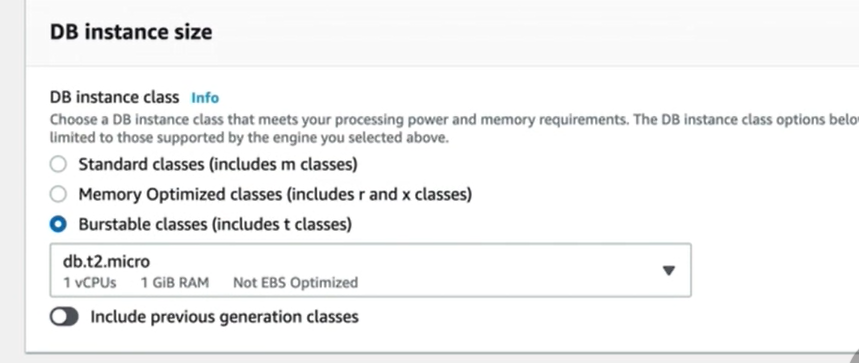 DB instance size
DB instance class Info
Choose a DB instance class that meets your processing power and memory requirements. The DB instance class options
limited to those supported by the engine you selected above.
Standard classes (includes m classes)
Memory Optimized classes (includes r and x classes)
Burstable classes (includes t classes)
db.t2.micro
1 vCPUs 1 GiB RAM Not EBS Optimized
Include previous generation classes